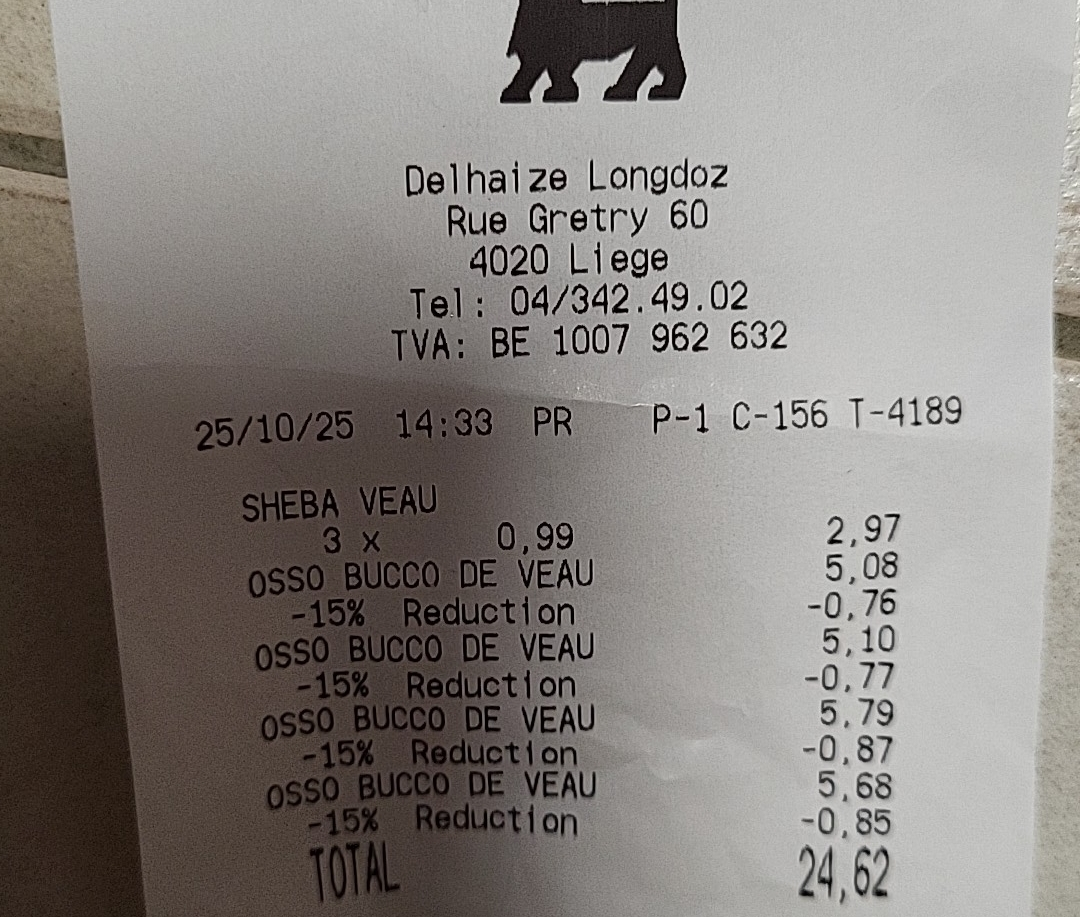 Delhaize Longdoz
Rue Gretry 60
4020 Liege
Tel: 04/342.49.02
TVA: BE 1007 962 632
25/10/25 14:33 PR P-1 C-156 T-4189
SHEBA VEAU
3 x 0,99 2,97
OSSO BUCCO DE VEAU 5,08
-15% Reduction -0,76
OSSO BUCCO DE VEAU 5,10
-15% Reduction -0,77
OSSO BUCCO DE VEAU 5,79
-15% Reduction -0,87
OSSO BUCCO DE VEAU 5,68
-15% Reduction -0,85
TOTAL 24,62